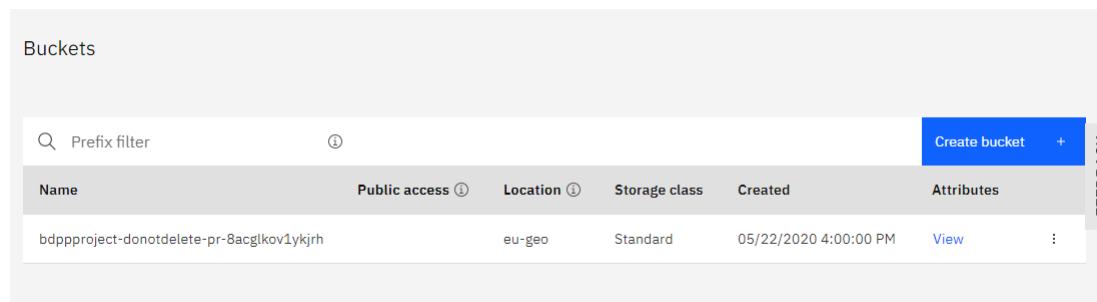 Buckets
Prefix filter
Create bucket +
Name Public access Location Storage class Created Attributes
bdppproject-donotdelete-pr-8acglkov1ykjrh eu-geo Standard 05/22/2020 4:00:00 PM View